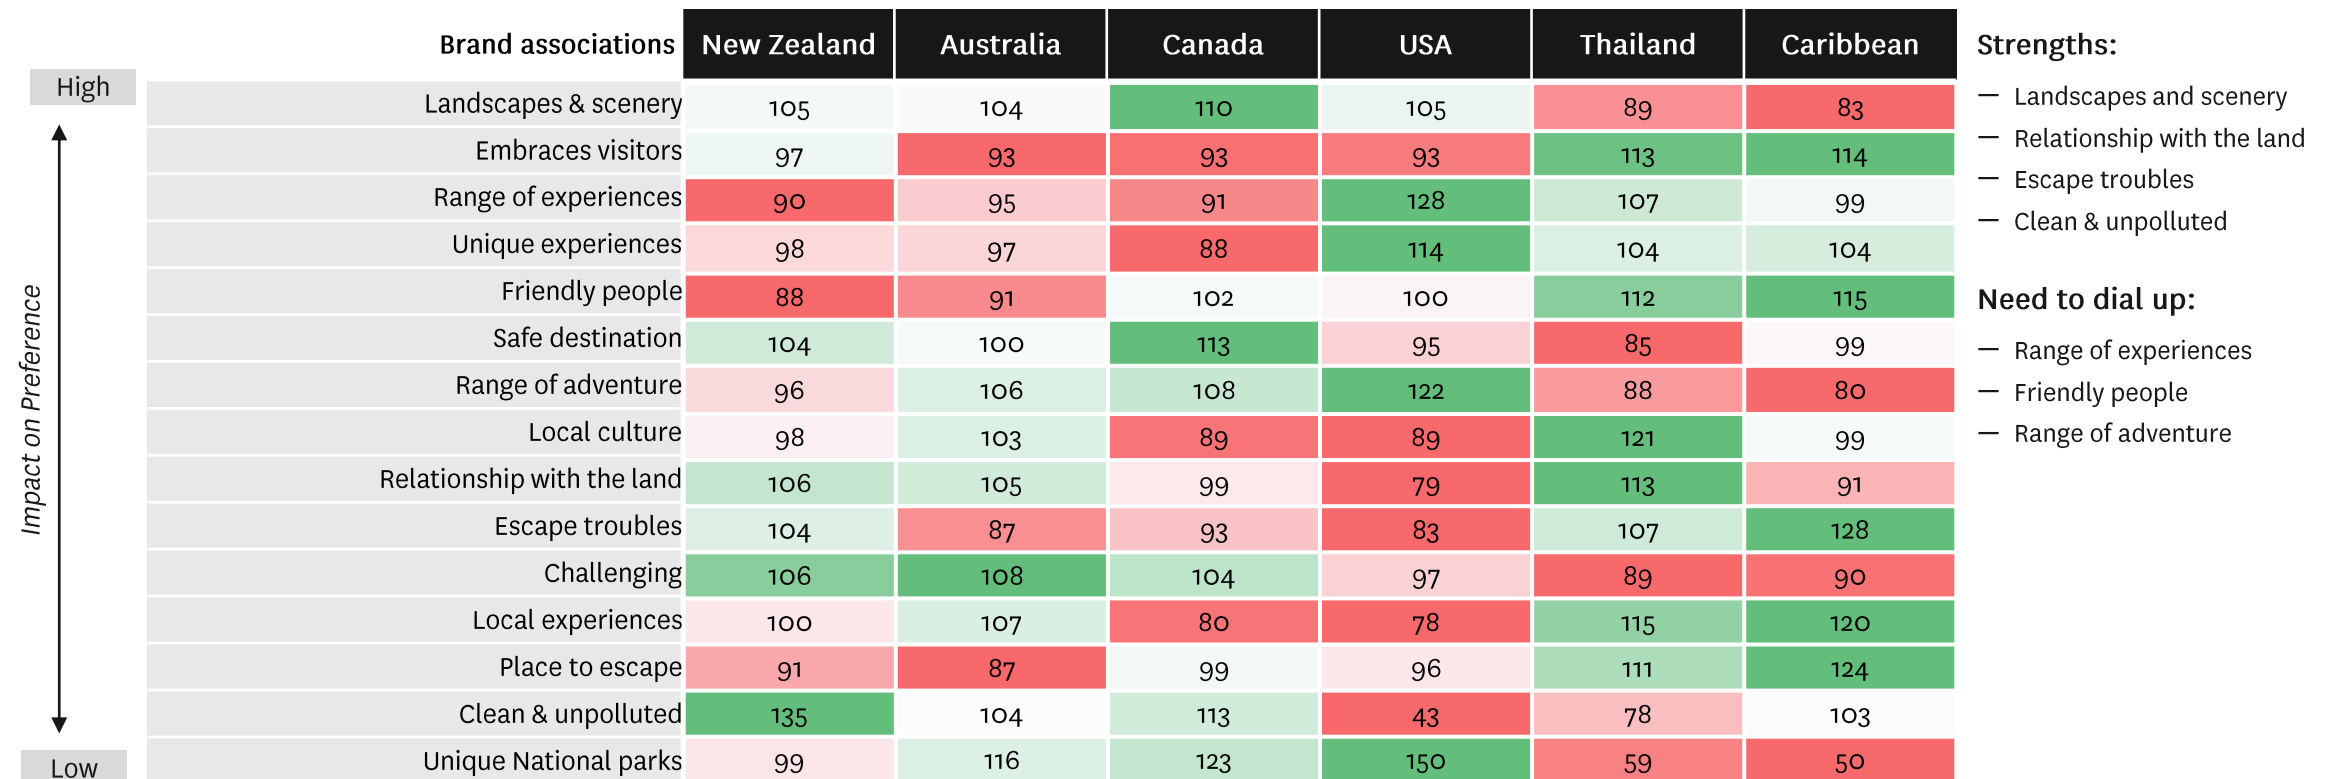 Brand associations New Zealand Australia Canada USA Thailand Caribbean
High
Impact on Preference
Low
Landscapes & scenery 105 104 110 105 89 83
Embraces visitors 97 93 93 93 113 114
Range of experiences 90 95 91 128 107 99
Unique experiences 98 97 88 114 104 104
Friendly people 88 91 102 100 112 115
Safe destination 104 100 113 95 85 99
Range of adventure 96 106 108 122 88 80
Local culture 98 103 89 89 121 99
Relationship with the land 106 105 99 79 113 91
Escape troubles 104 87 93 83 107 128
Challenging 106 108 104 97 89 90
Local experiences 100 107 80 78 115 120
Place to escape 91 87 99 96 111 124
Clean & unpolluted 135 104 113 43 78 103
Unique National parks 99 116 123 150 59 50
Strengths:
— Landscapes and scenery
— Relationship with the land
— Escape troubles
— Clean & unpolluted
Need to dial up:
— Range of experiences
— Friendly people
— Range of adventure